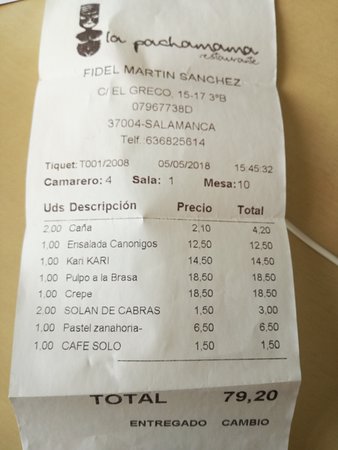 la pachamama
restaurante
FIDEL MARTIN SANCHEZ
C/ EL GRECO, 15-17 3ºB
07967738D
37004-SALAMANCA
Telf. 636825614
Tiquet: T001/2008 05/05/2018 15:45:32
Camarero: 4 Sala: 1 Mesa: 10
Uds Descripción Precio Total
2,00 Caña 2,10 4,20
1,00 Ensalada Canonigos 12,50 12,50
1,00 Kari KARI 14,50 14,50
1,00 Pulpo a la Brasa 18,50 18,50
1,00 Crepe 18,50 18,50
2,00 SOLAN DE CABRAS 1,50 3,00
1,00 Pastel zanahoria- 6,50 6,50
1,00 CAFE SOLO 1,50 1,50
TOTAL 79,20
ENTREGADO CAMBIO